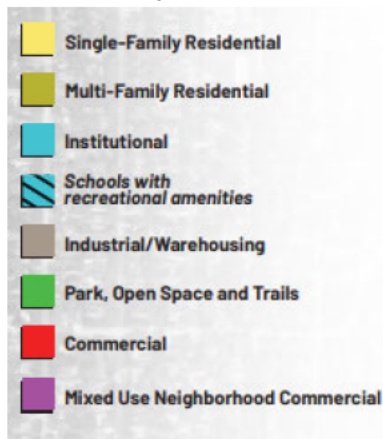 Single-Family Residential
Multi-Family Residential
Institutional
Schools with
recreational amenities
Industrial/Warehousing
Park, Open Space and Trails
Commercial
Mixed Use Neighborhood Commercial